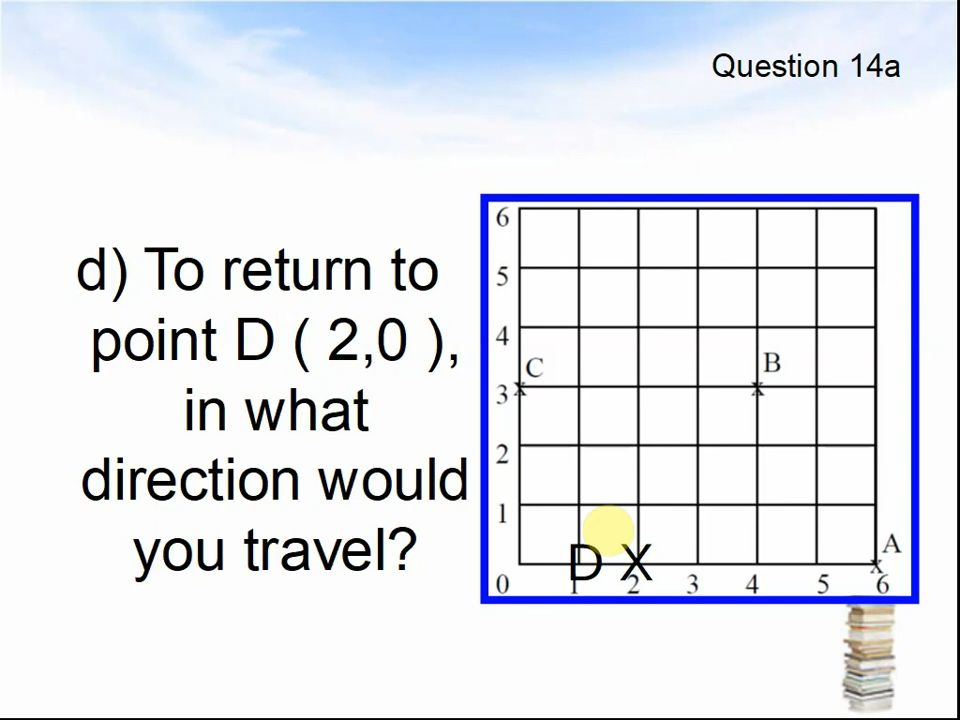 Question 14a
d) To return to
point D ( 2,0 ),
in what
direction would
you travel?
6
5
4
C
B
3 x x
2
1
A
D X x
0 1 2 3 4 5 6